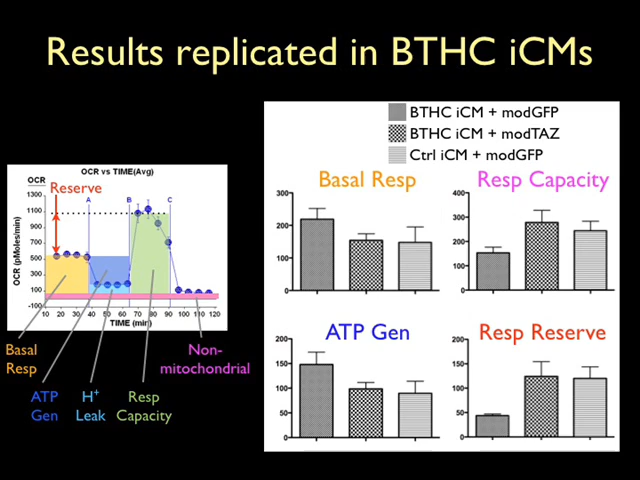 Results replicated in BTHC iCMs
BTHC iCM + modGFP
BTHC iCM + modTAZ
Ctrl iCM + modGFP
OCR vs TIME(Avg)
OCR
Reserve
A B C
1300
1100
900
700
500
300
100
-100
OCR (pMoles/min)
10 20 30 40 50 60 70 80 90 100 110 120
TIME (min)
Basal
Resp
ATP
Gen
H+
Leak
Resp
Capacity
Non-
mitochondrial
Basal Resp
300
200
100
0
Resp Capacity
400
300
200
100
0
ATP Gen
200
150
100
50
0
Resp Reserve
200
150
100
50
0